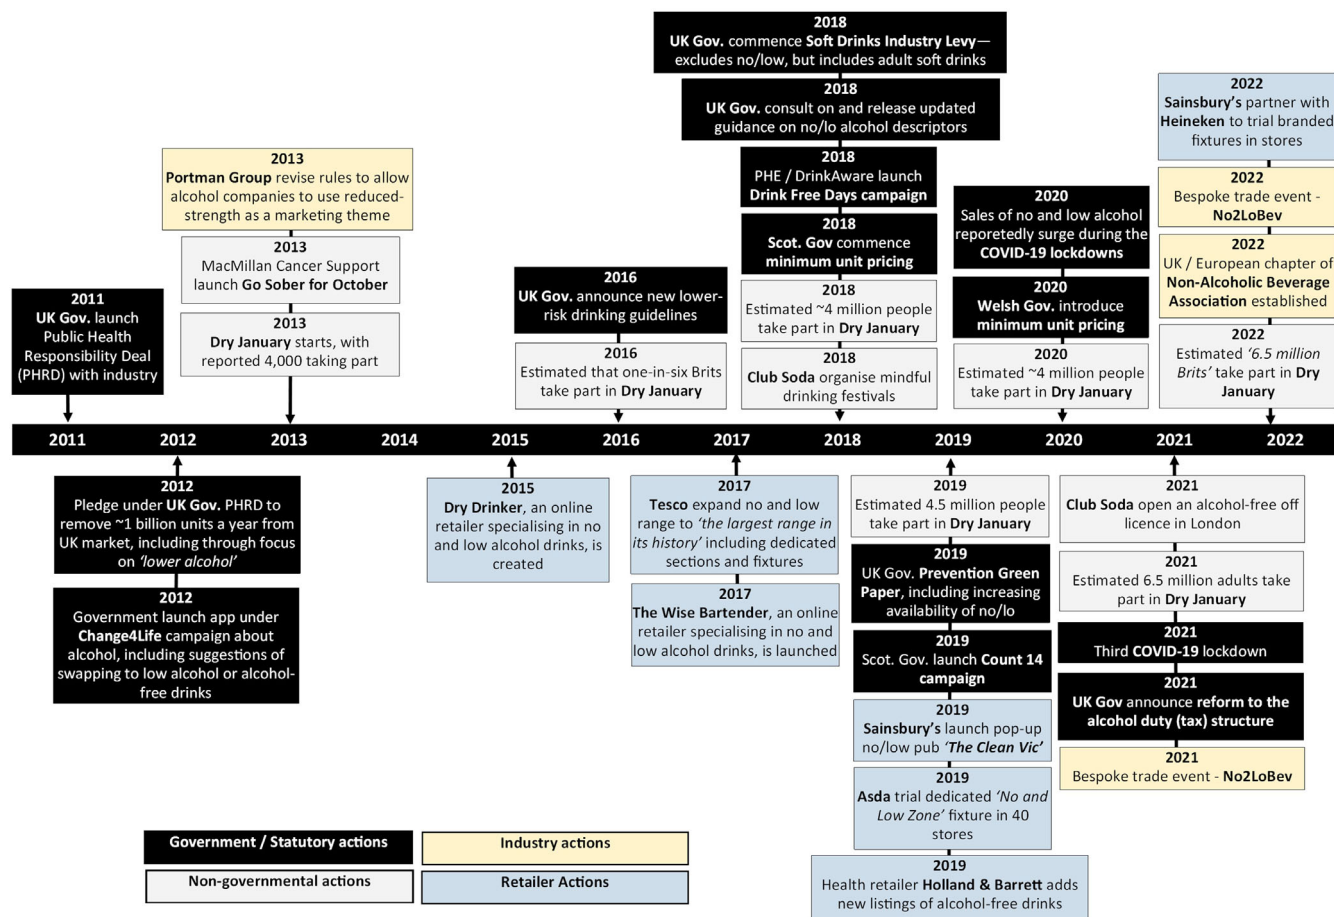 2018
UK Gov. commence Soft Drinks Industry Levy—
excludes no/low, but includes adult soft drinks
2018
UK Gov. consult on and release updated
guidance on no/lo alcohol descriptors
2018
PHE / DrinkAware launch
Drink Free Days campaign
2018
Scot. Gov commence
minimum unit pricing
2018
Estimated ~4 million people
take part in Dry January
2018
Club Soda organise mindful
drinking festivals
2022
Sainsbury’s partner with
Heineken to trial branded
fixtures in stores
2022
Bespoke trade event -
No2LoBev
2022
UK / European chapter of
Non-Alcoholic Beverage
Association established
2022
Estimated ‘6.5 million
Brits’ take part in Dry
January
2013
Portman Group revise rules to allow
alcohol companies to use reduced-
strength as a marketing theme
2013
MacMillan Cancer Support
launch Go Sober for October
2013
Dry January starts, with
reported 4,000 taking part
2020
Sales of no and low alcohol
reportedly surge during the
COVID-19 lockdowns
2020
Welsh Gov. introduce
minimum unit pricing
2020
Estimated ~4 million people
take part in Dry January
2016
UK Gov. announce new lower-
risk drinking guidelines
2016
Estimated that one-in-six Brits
take part in Dry January
2011
UK Gov. launch
Public Health
Responsibility Deal
(PHRD) with industry
2011 2012 2013 2014 2015 2016 2017 2018 2019 2020 2021 2022
2012
Pledge under UK Gov. PHRD to
remove ~1 billion units a year from
UK market, including through focus
on ‘lower alcohol’
2012
Government launch app under
Change4Life campaign about
alcohol, including suggestions of
swapping to low alcohol or alcohol-
free drinks
2015
Dry Drinker, an online
retailer specialising in no
and low alcohol drinks, is
created
2017
Tesco expand no and low
range to ‘the largest range in
its history’ including dedicated
sections and fixtures
2017
The Wise Bartender, an online
retailer specialising in no and
low alcohol drinks, is launched
2019
Estimated 4.5 million people
take part in Dry January
2019
UK Gov. Prevention Green
Paper, including increasing
availability of no/lo
2019
Scot. Gov. launch Count 14
campaign
2019
Sainsbury’s launch pop-up
no/low pub ‘The Clean Vic’
2019
Asda trial dedicated ‘No and
Low Zone’ fixture in 40
stores
2019
Health retailer Holland & Barrett adds
new listings of alcohol-free drinks
2021
Club Soda open an alcohol-free off
licence in London
2021
Estimated 6.5 million adults take
part in Dry January
2021
Third COVID-19 lockdown
2021
UK Gov announce reform to the
alcohol duty (tax) structure
2021
Bespoke trade event - No2LoBev
Government / Statutory actions
Industry actions
Non-governmental actions
Retailer Actions